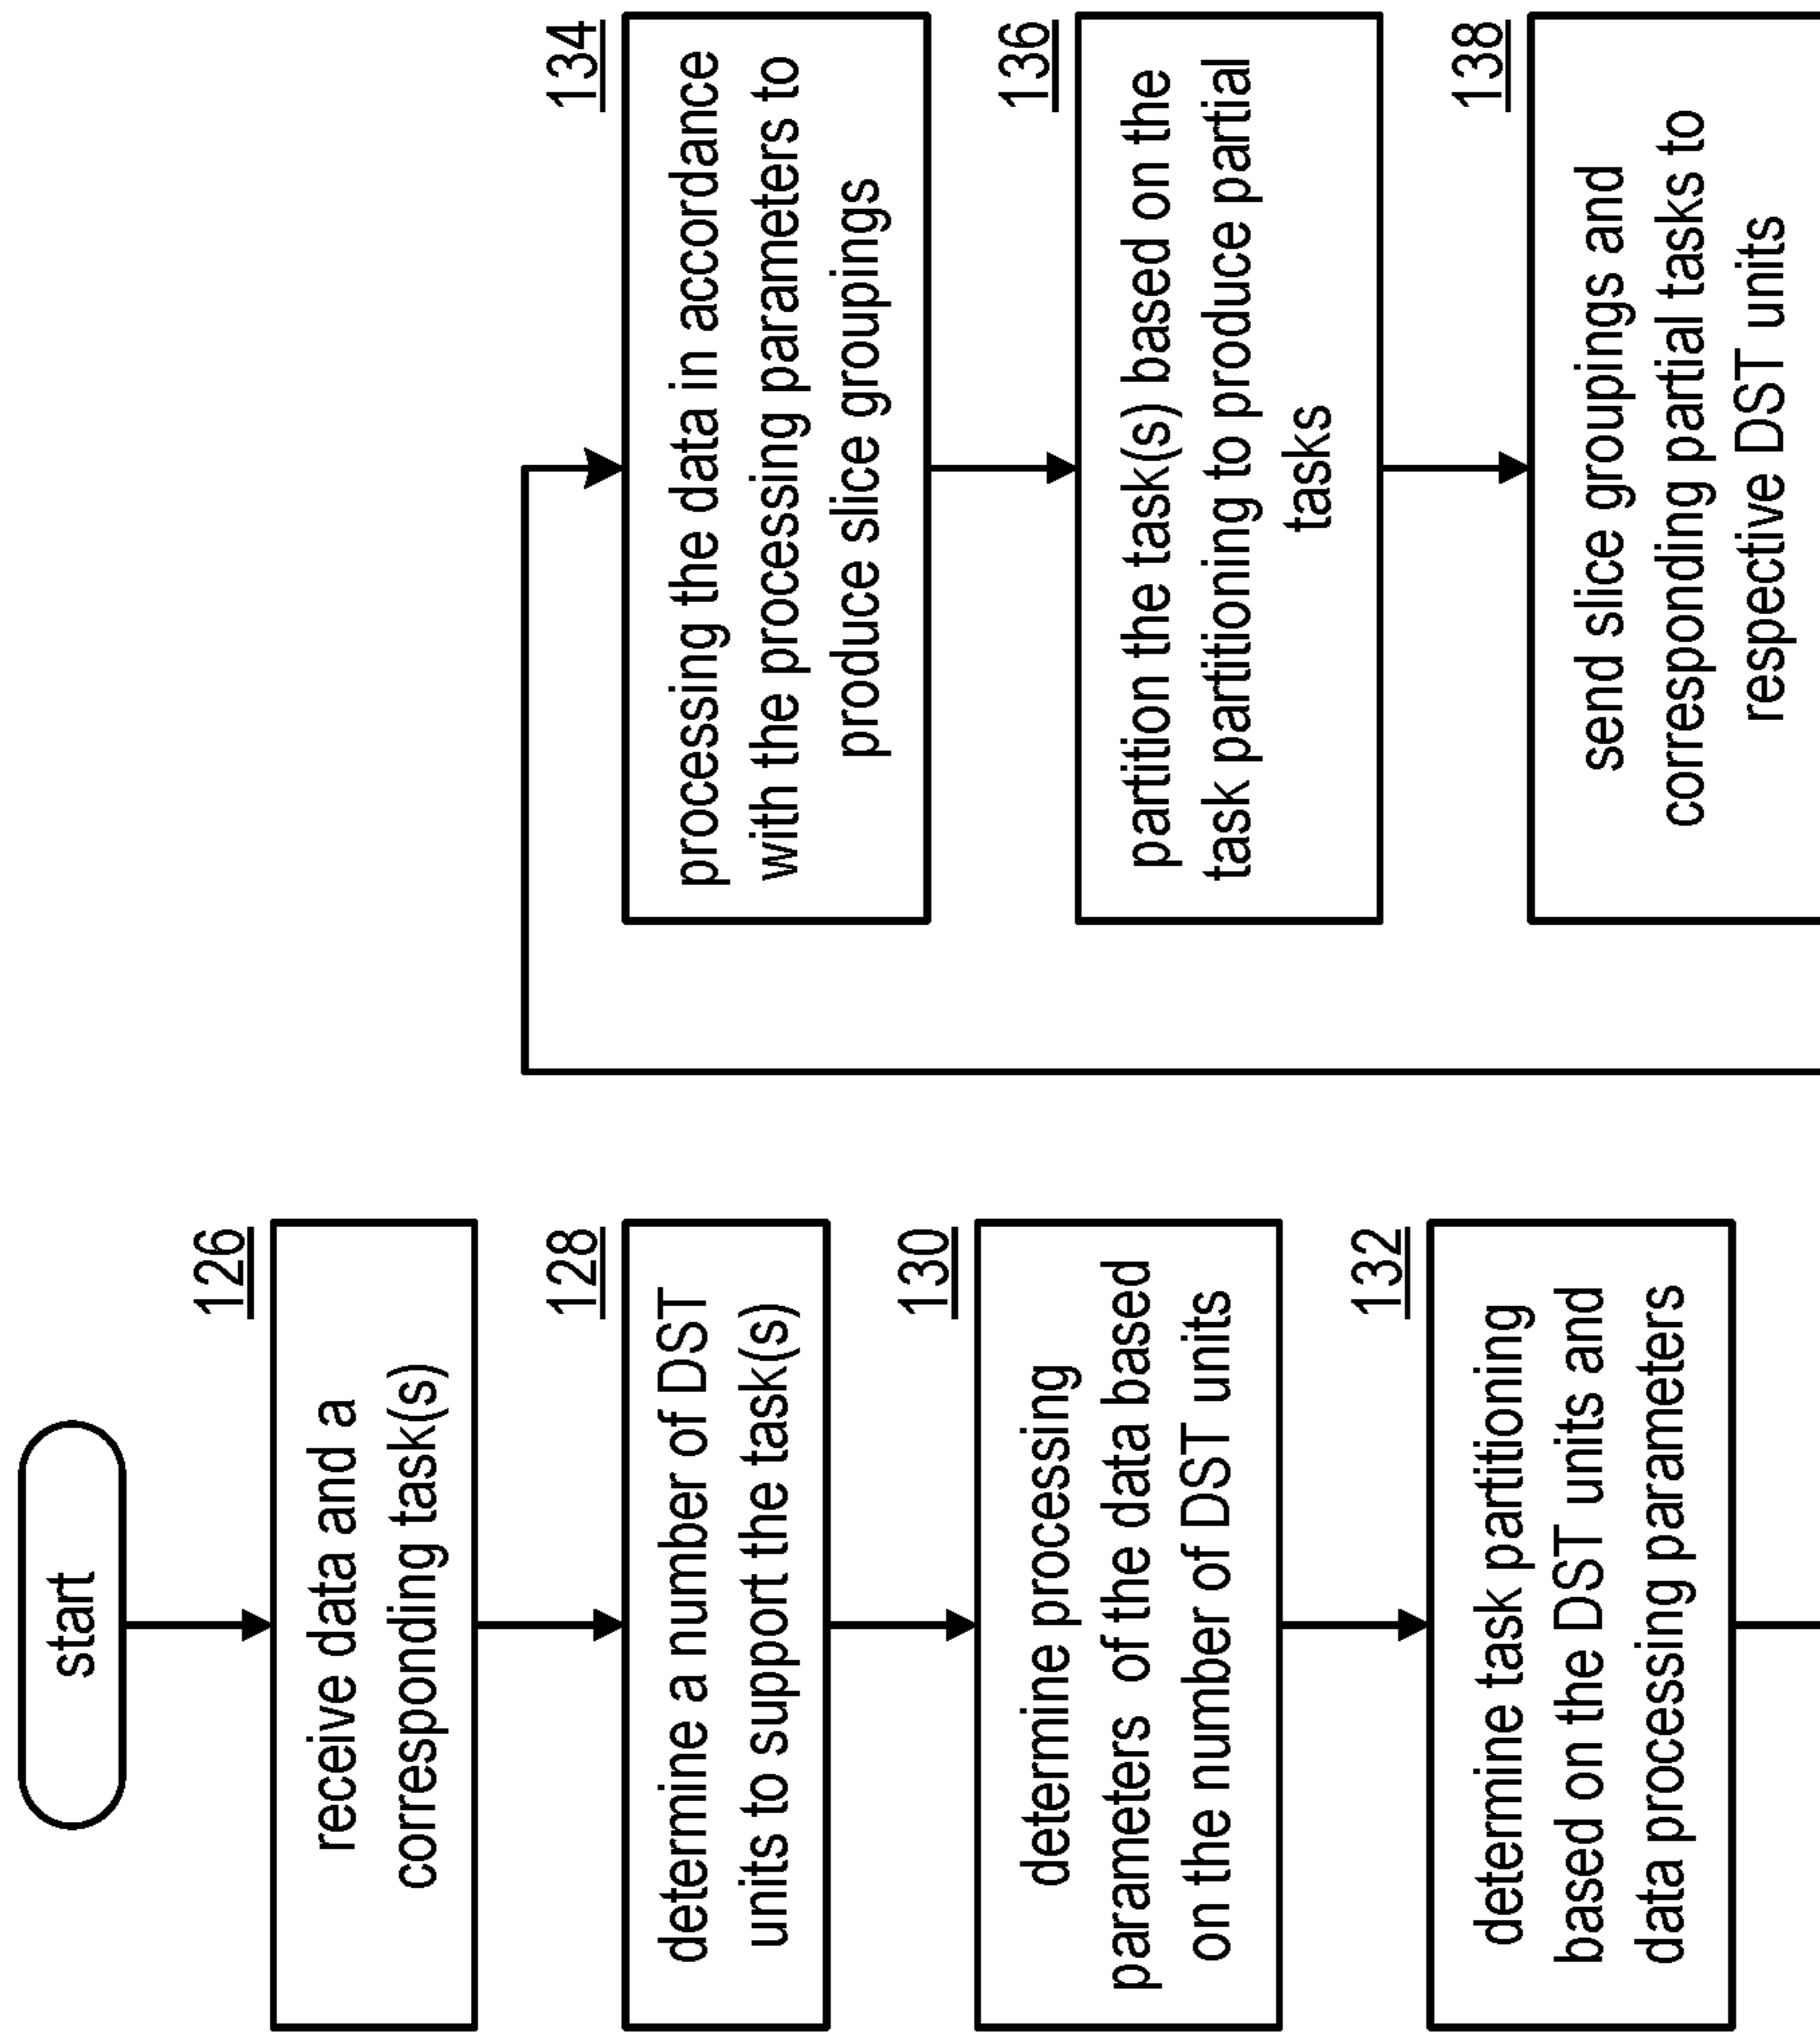 start
126
receive data and a
corresponding task(s)
128
determine a number of DST
units to support the task(s)
130
determine processing
parameters of the data based
on the number of DST units
132
determine task partitioning
based on the DST units and
data processing parameters
134
processing the data in accordance
with the processing parameters to
produce slice groupings
136
partition the task(s) based on the
task partitioning to produce partial
tasks
138
send slice groupings and
corresponding partial tasks to
respective DST units